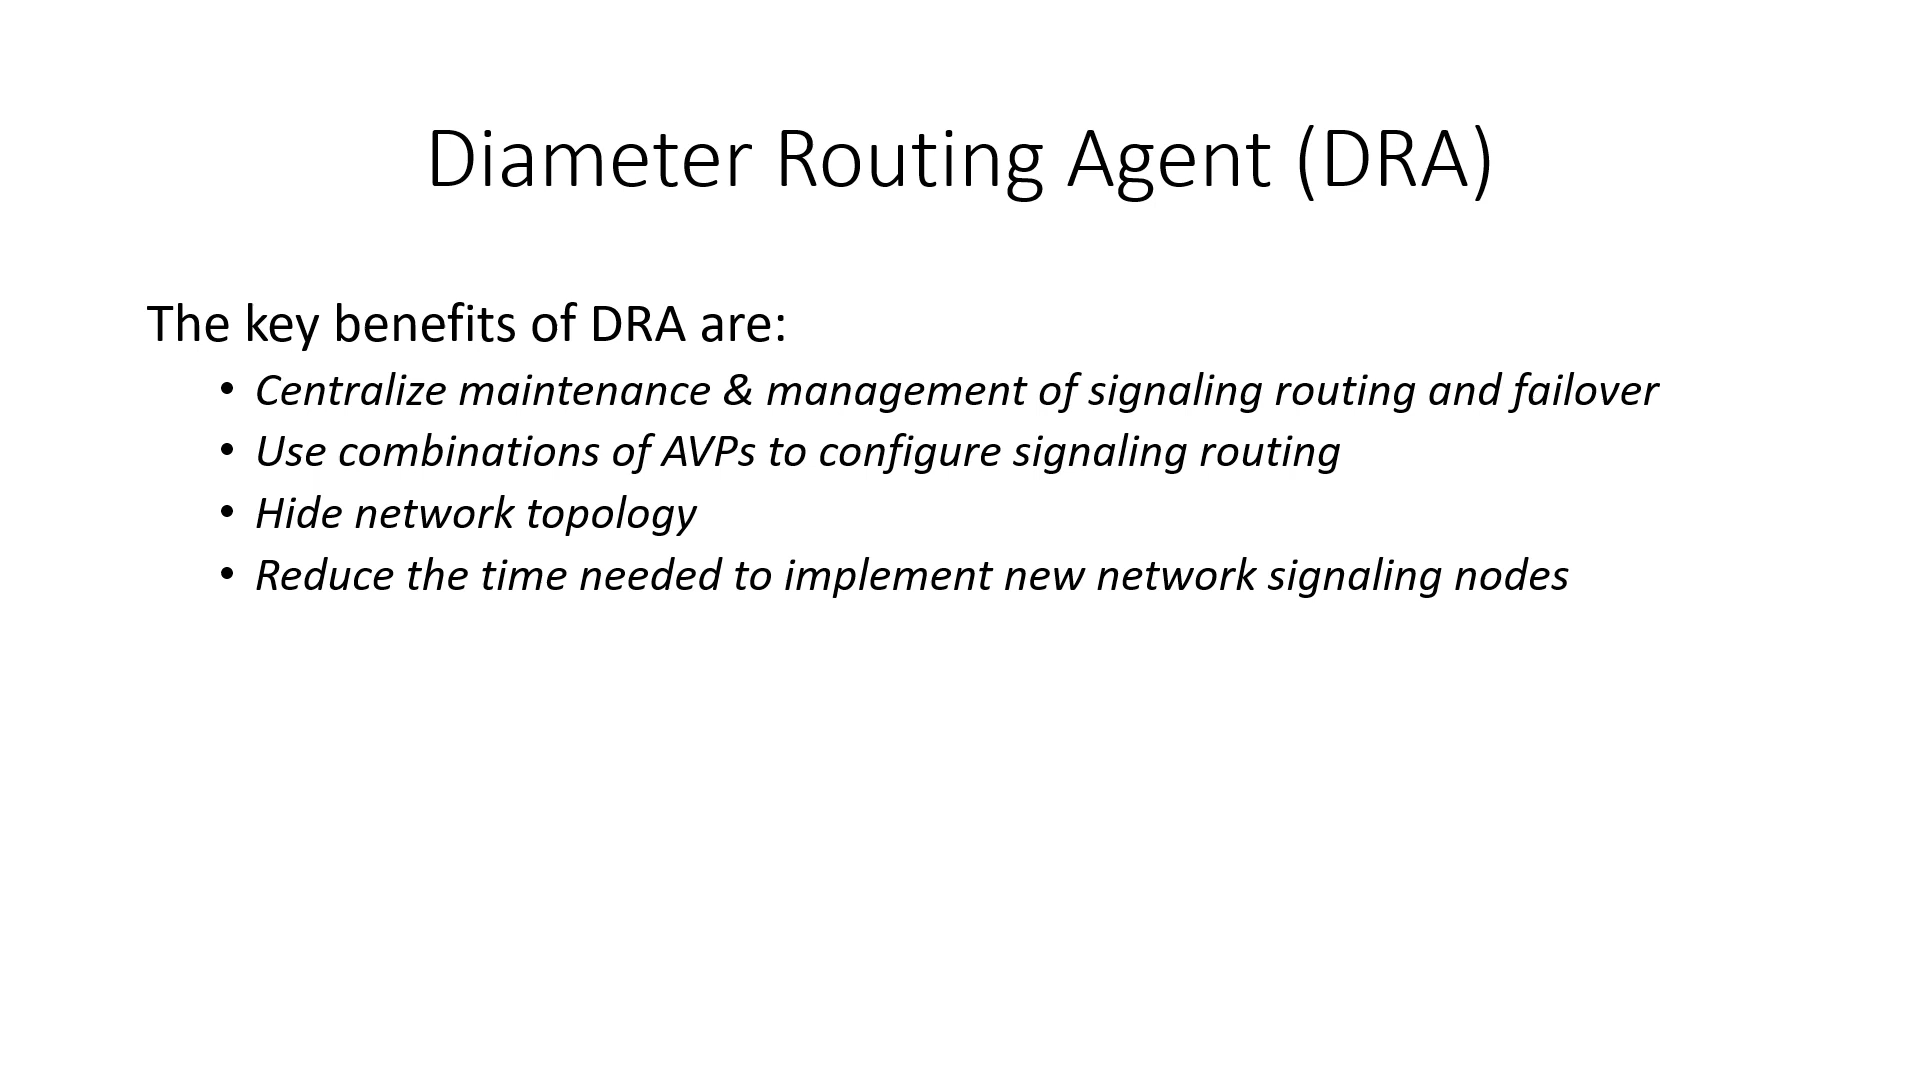 Diameter Routing Agent (DRA)
The key benefits of DRA are:
• Centralize maintenance & management of signaling routing and failover
• Use combinations of AVPs to configure signaling routing
• Hide network topology
• Reduce the time needed to implement new network signaling nodes